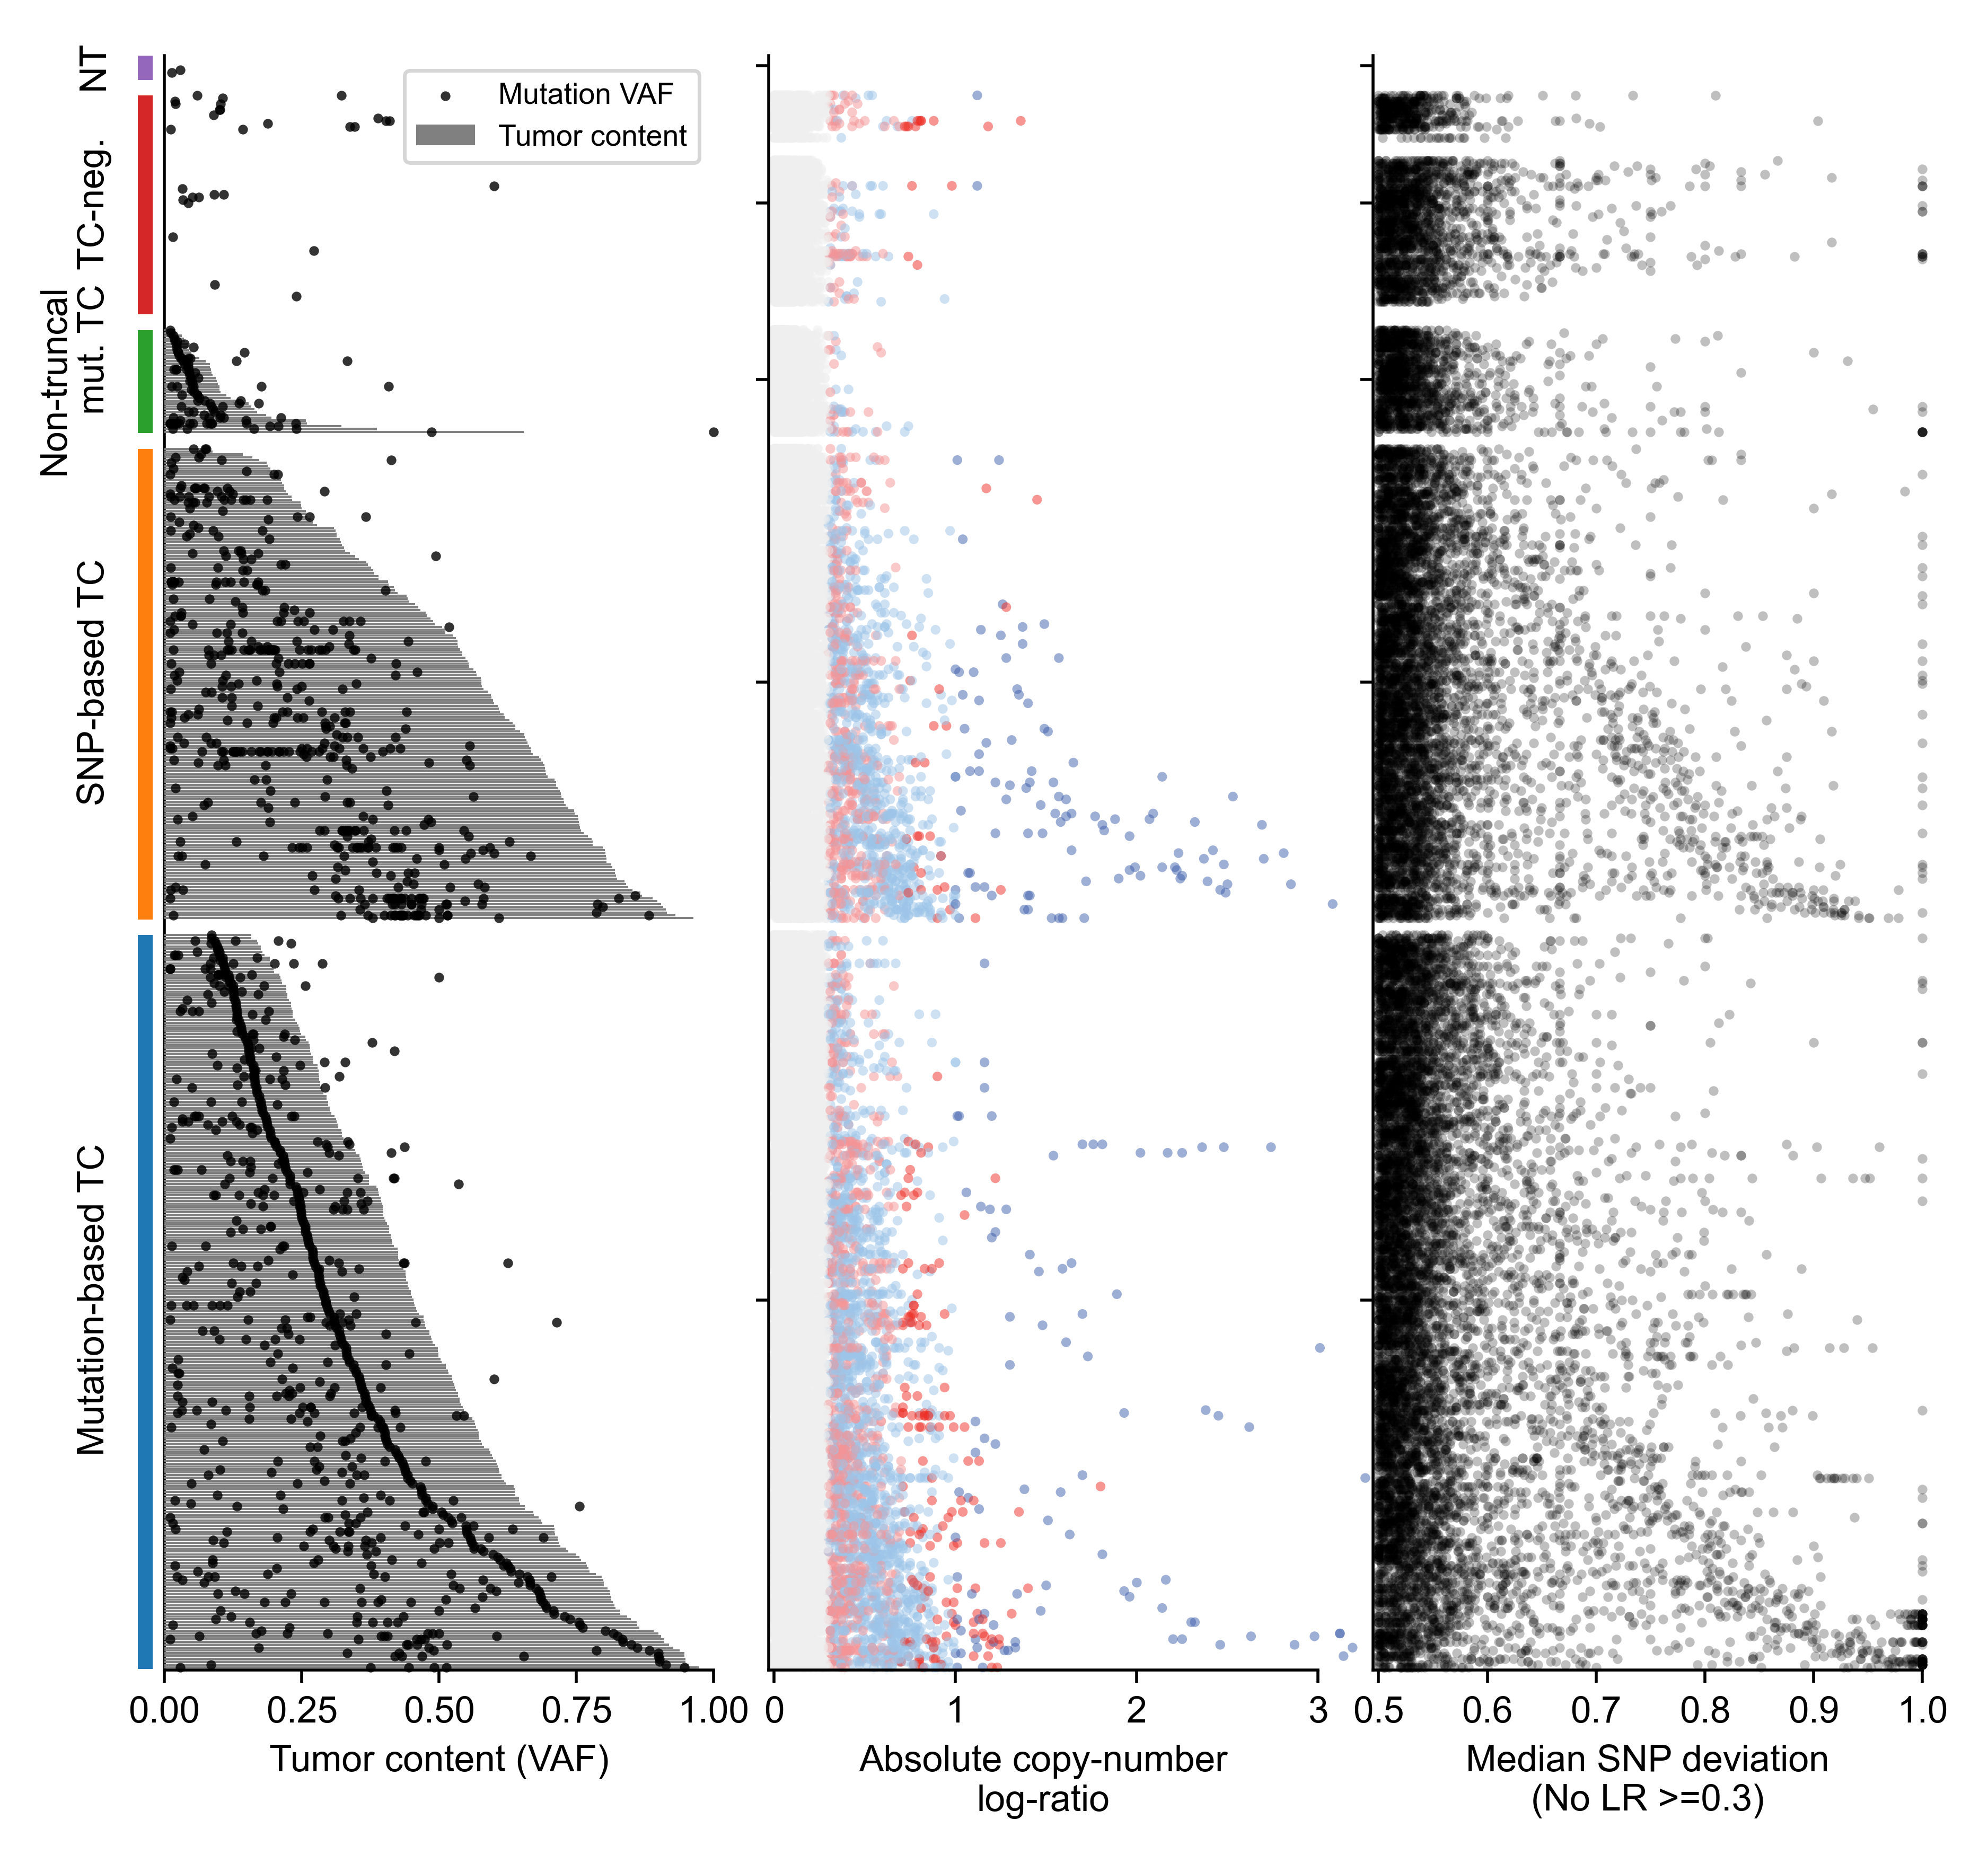 NT
TC-neg.
Non-truncal
mut. TC
SNP-based TC
Mutation-based TC
Mutation VAF
Tumor content
0.00 0.25 0.50 0.75 1.00
Tumor content (VAF)
0 1 2 3
Absolute copy-number
log-ratio
0.5 0.6 0.7 0.8 0.9 1.0
Median SNP deviation
(No LR >=0.3)